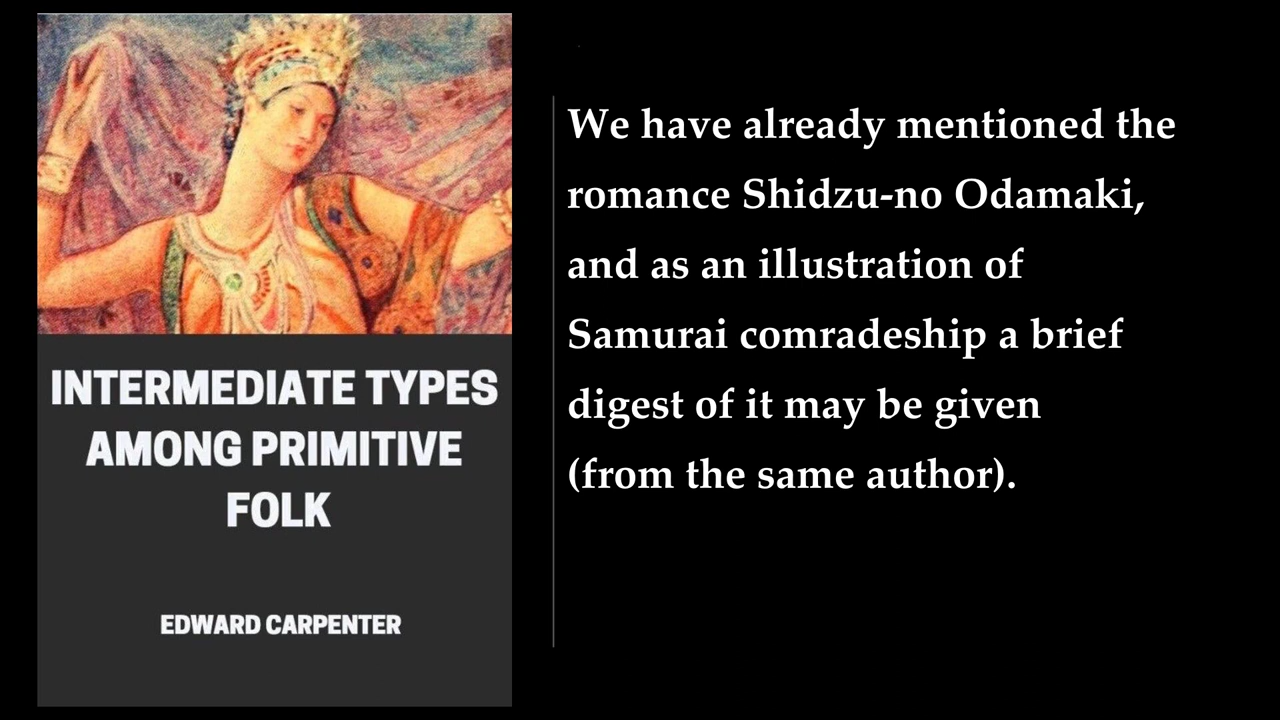 INTERMEDIATE TYPES
AMONG PRIMITIVE
FOLK
EDWARD CARPENTER
We have already mentioned the
romance Shidzu-no Odamaki,
and as an illustration of
Samurai comradeship a brief
digest of it may be given
(from the same author).